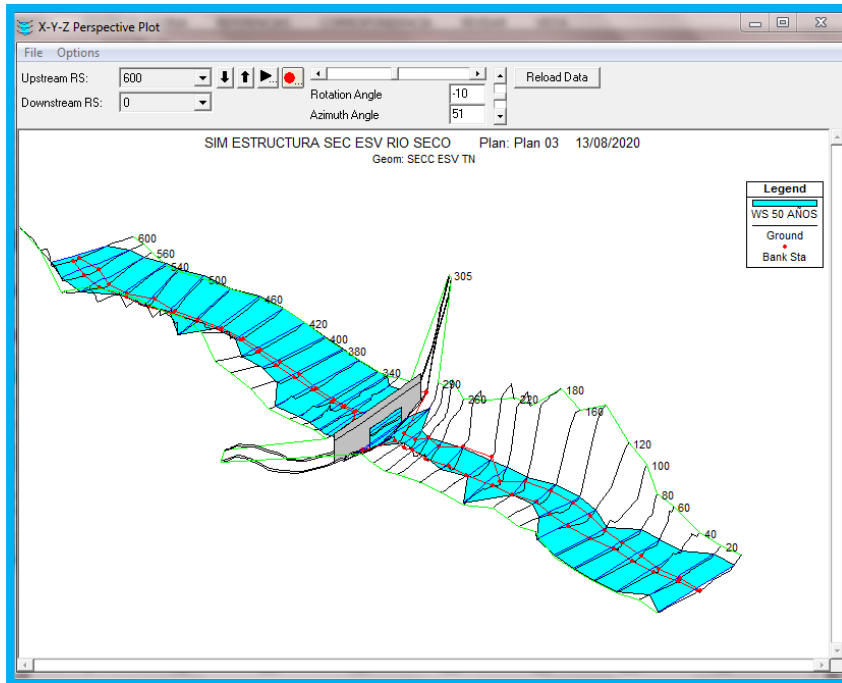 X-Y-Z Perspective Plot
File Options
Upstream RS: 600
Downstream RS: 0
Rotation Angle -10
Azimuth Angle 51
Reload Data
SIM ESTRUCTURA SEC ESV RIO SECO Plan: Plan 03 13/08/2020
Geom: SECC ESV TN
Legend
WS 50 AÑOS
Ground
Bank Sta
600
560
540
500
460
420
400
380
340
305
290
260
220
180
160
120
100
80
60
40
20